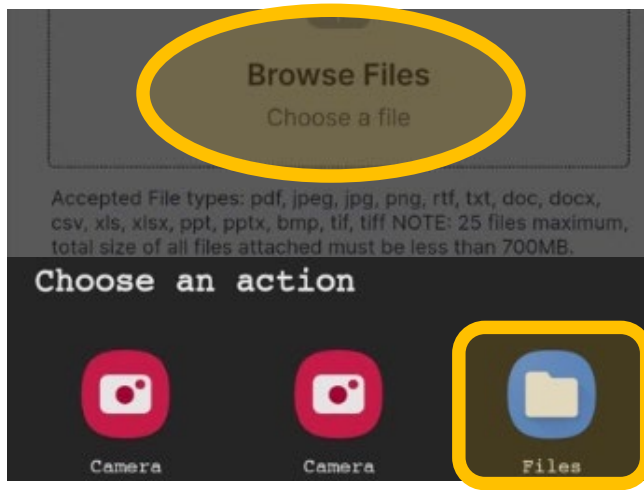 Browse Files
Choose a file
Accepted File types: pdf, jpeg, jpg, png, rtf, txt, doc, docx,
csv, xls, xlsx, ppt, pptx, bmp, tif, tiff NOTE: 25 files maximum,
total size of all files attached must be less than 700MB.
Choose an action
Camera
Camera
Files